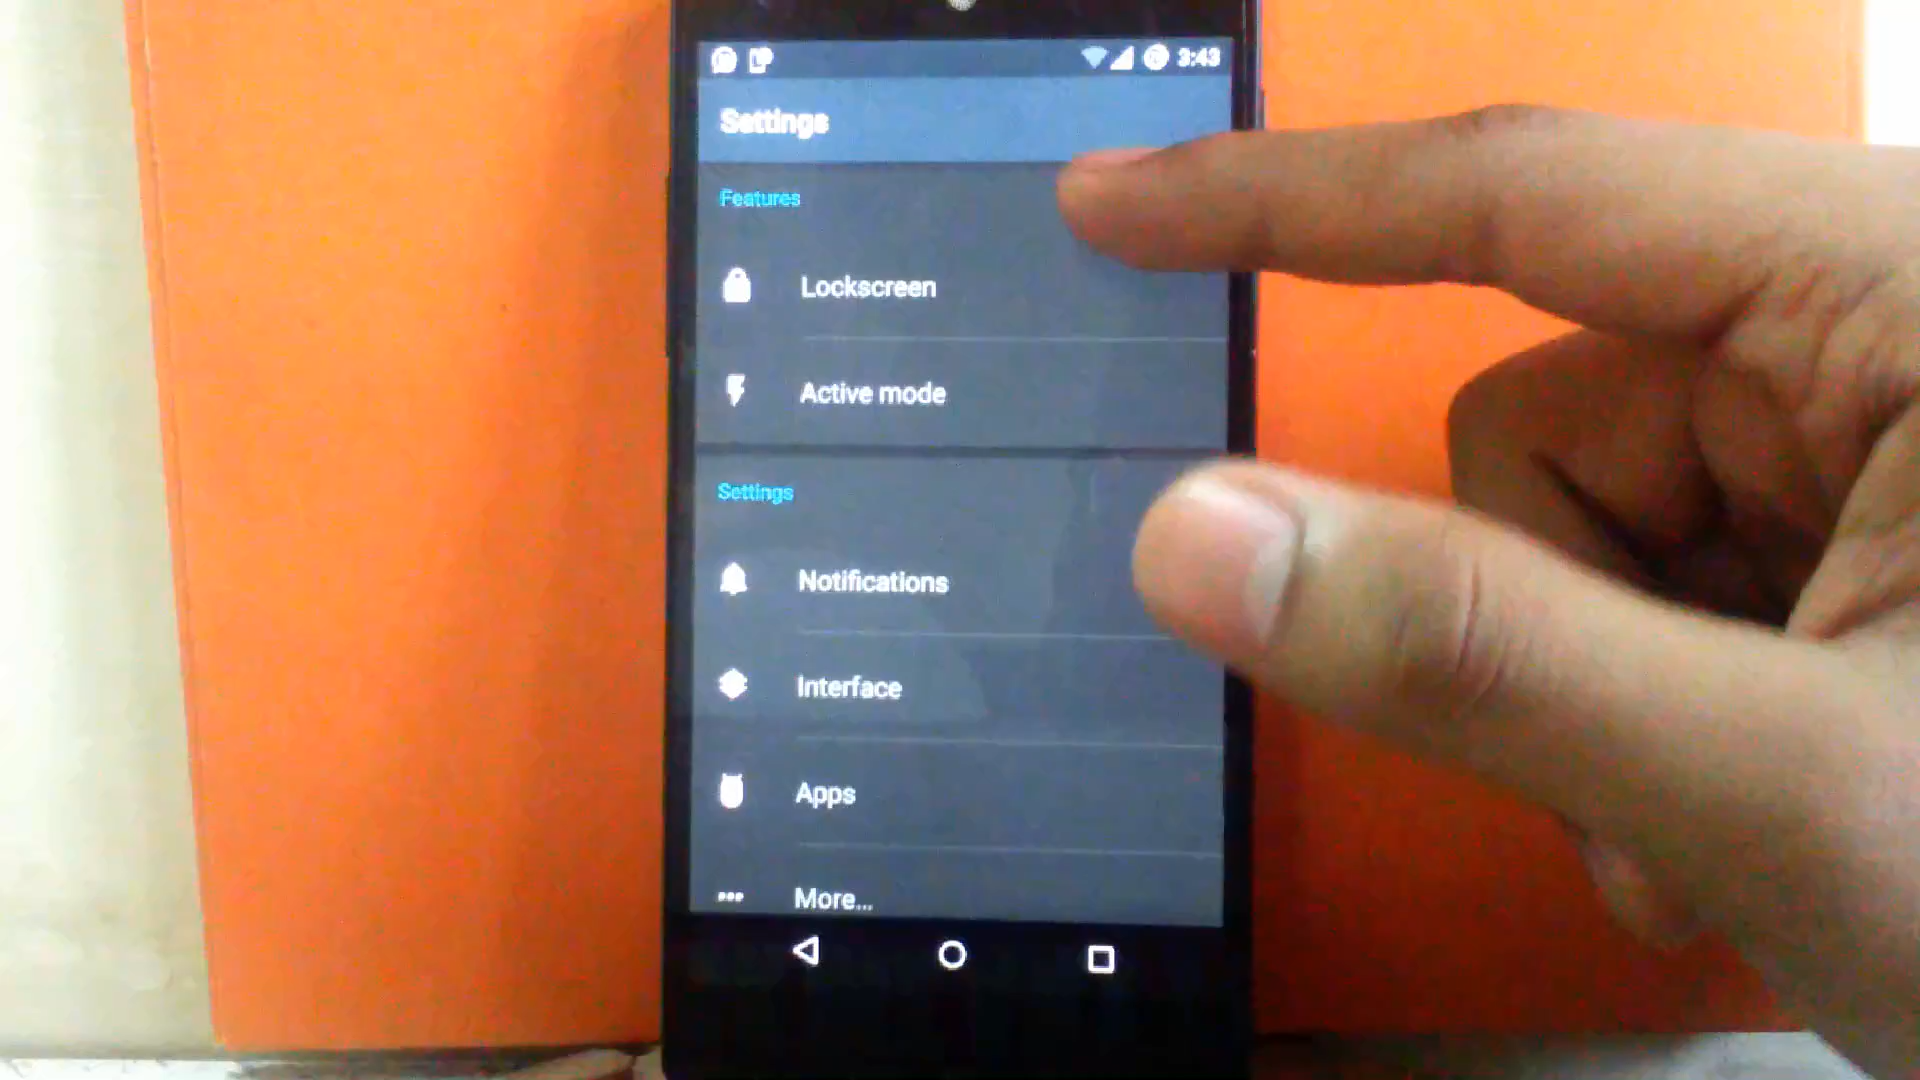 3:43
Settings
Features
Lockscreen
Active mode
Settings
Notifications
Interface
Apps
More...